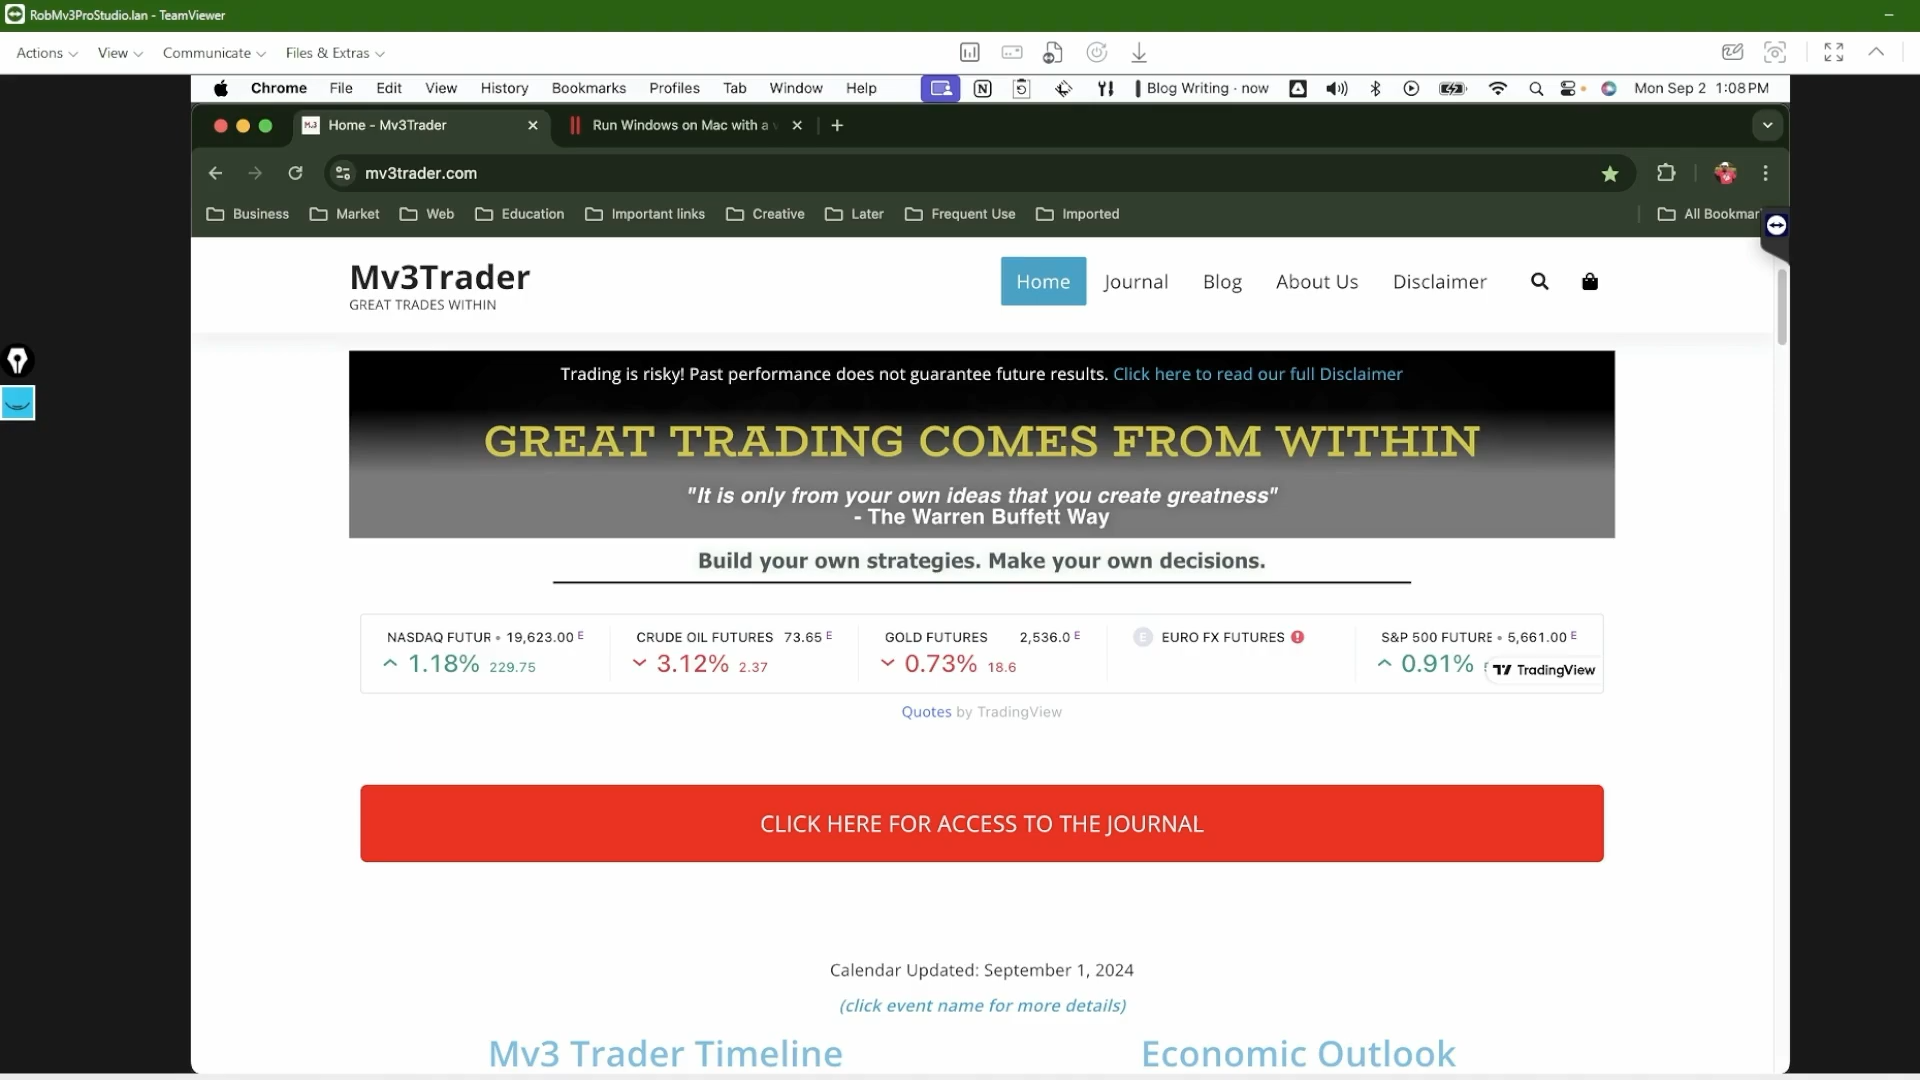 RobMv3ProStudio.lan - TeamViewer
Actions View Communicate Files & Extras
Chrome File Edit View History Bookmarks Profiles Tab Window Help Blog Writing · now Mon Sep 2 1:08 PM
Home - Mv3Trader Run Windows on Mac with a
mv3trader.com
Business Market Web Education Important links Creative Later Frequent Use Imported All Bookmar
Mv3Trader
GREAT TRADES WITHIN
Home Journal Blog About Us Disclaimer
Trading is risky! Past performance does not guarantee future results. Click here to read our full Disclaimer
GREAT TRADING COMES FROM WITHIN
"It is only from your own ideas that you create greatness"
- The Warren Buffett Way
Build your own strategies. Make your own decisions.
NASDAQ FUTUR 19,623.00 E CRUDE OIL FUTURES 73.65 E GOLD FUTURES 2,536.0 E E EURO FX FUTURES S&P 500 FUTURE 5,661.00 E
1.18% 229.75 3.12% 2.37 0.73% 18.6 0.91% TradingView
Quotes by TradingView
CLICK HERE FOR ACCESS TO THE JOURNAL
Calendar Updated: September 1, 2024
(click event name for more details)
Mv3 Trader Timeline Economic Outlook